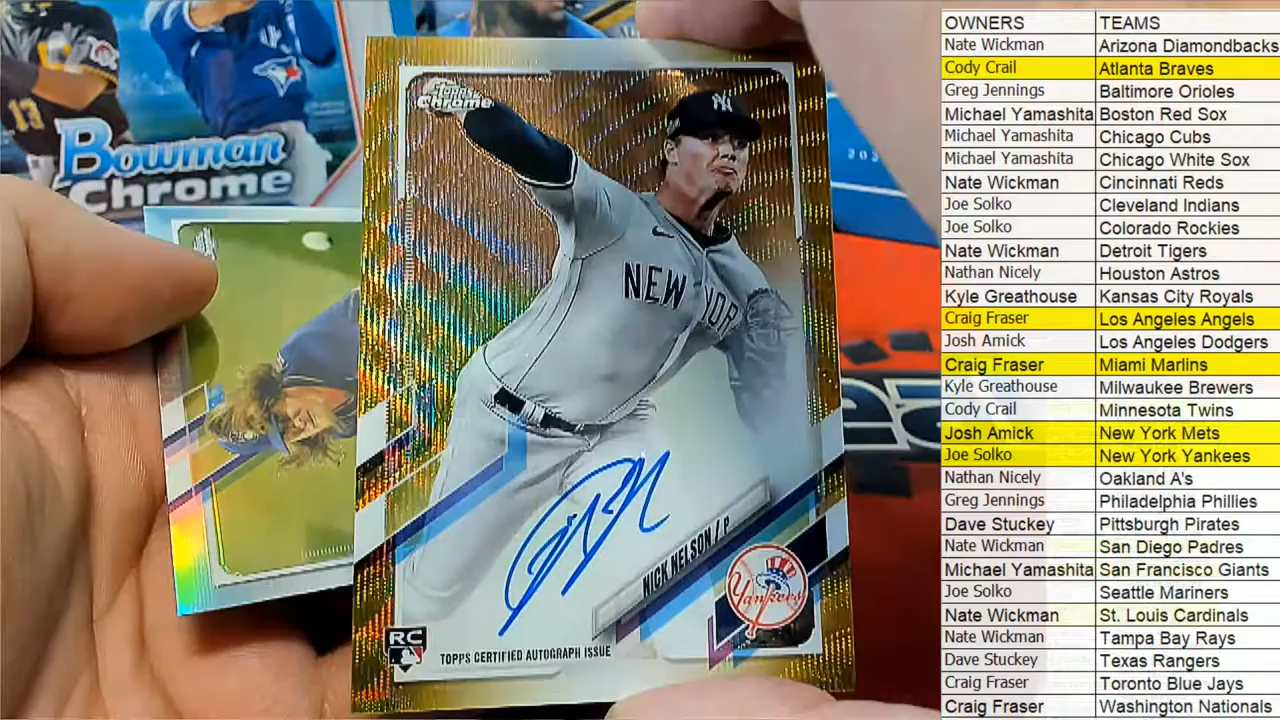 13
Bowman
Chrome
Topps
Chrome
NY
NEW YOR
NICK NELSON / P
Yankees
RC
TOPPS CERTIFIED AUTOGRAPH ISSUE
202
OWNERS TEAMS
Nate Wickman Arizona Diamondbacks
Cody Crail Atlanta Braves
Greg Jennings Baltimore Orioles
Michael Yamashita Boston Red Sox
Michael Yamashita Chicago Cubs
Michael Yamashita Chicago White Sox
Nate Wickman Cincinnati Reds
Joe Solko Cleveland Indians
Joe Solko Colorado Rockies
Nate Wickman Detroit Tigers
Nathan Nicely Houston Astros
Kyle Greathouse Kansas City Royals
Craig Fraser Los Angeles Angels
Josh Amick Los Angeles Dodgers
Craig Fraser Miami Marlins
Kyle Greathouse Milwaukee Brewers
Cody Crail Minnesota Twins
Josh Amick New York Mets
Joe Solko New York Yankees
Nathan Nicely Oakland A's
Greg Jennings Philadelphia Phillies
Dave Stuckey Pittsburgh Pirates
Nate Wickman San Diego Padres
Michael Yamashita San Francisco Giants
Joe Solko Seattle Mariners
Nate Wickman St. Louis Cardinals
Nate Wickman Tampa Bay Rays
Dave Stuckey Texas Rangers
Craig Fraser Toronto Blue Jays
Craig Fraser Washington Nationals